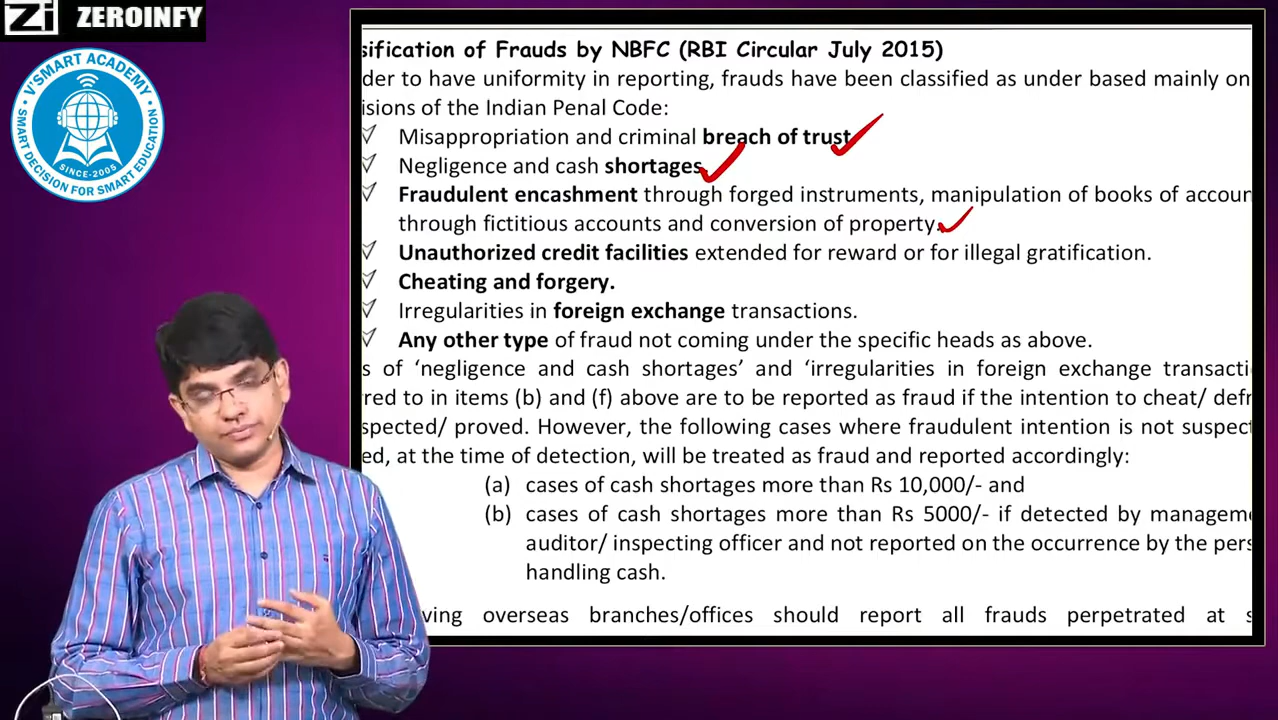 Zi ZEROINFY
V'SMART ACADEMY
SMART DECISION FOR SMART EDUCATION
SINCE-2005
sification of Frauds by NBFC (RBI Circular July 2015)
der to have uniformity in reporting, frauds have been classified as under based mainly on
isions of the Indian Penal Code:
Misappropriation and criminal breach of trust
Negligence and cash shortages.
Fraudulent encashment through forged instruments, manipulation of books of accoun
through fictitious accounts and conversion of property.
Unauthorized credit facilities extended for reward or for illegal gratification.
Cheating and forgery.
Irregularities in foreign exchange transactions.
Any other type of fraud not coming under the specific heads as above.
s of ‘negligence and cash shortages’ and ‘irregularities in foreign exchange transacti
red to in items (b) and (f) above are to be reported as fraud if the intention to cheat/ defr
spected/ proved. However, the following cases where fraudulent intention is not suspect
ed, at the time of detection, will be treated as fraud and reported accordingly:
(a) cases of cash shortages more than Rs 10,000/- and
(b) cases of cash shortages more than Rs 5000/- if detected by manageme
auditor/ inspecting officer and not reported on the occurrence by the pers
handling cash.
ving overseas branches/offices should report all frauds perpetrated at s